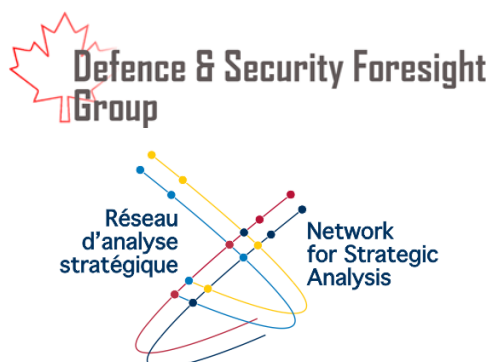 Defence & Security Foresight
Group
Réseau
d'analyse
stratégique
Network
for Strategic
Analysis